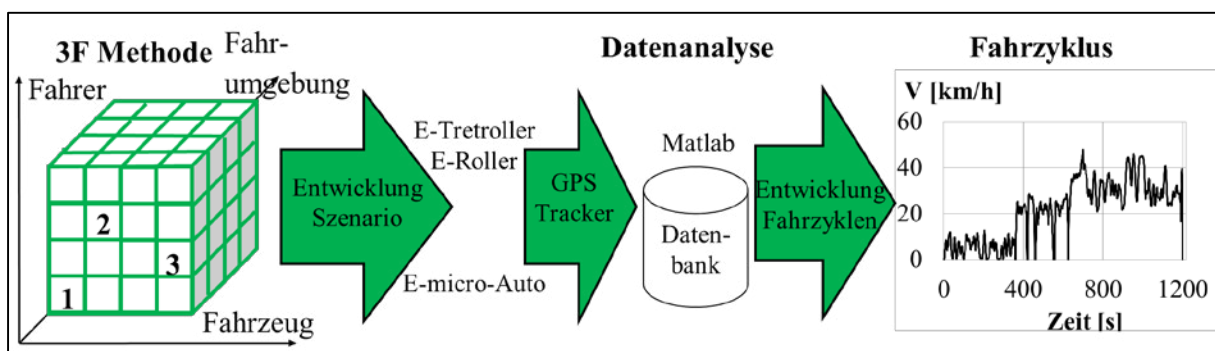 3F Methode
Fahr-
umgebung
Fahrer
2
3
1
Fahrzeug
Entwicklung
Szenario
E-Tretroller
E-Roller
E-micro-Auto
GPS
Tracker
Datenanalyse
Matlab
Daten-
bank
Entwicklung
Fahrzyklen
Fahrzyklus
V [km/h]
60
40
20
0
0 400 800 1200
Zeit [s]